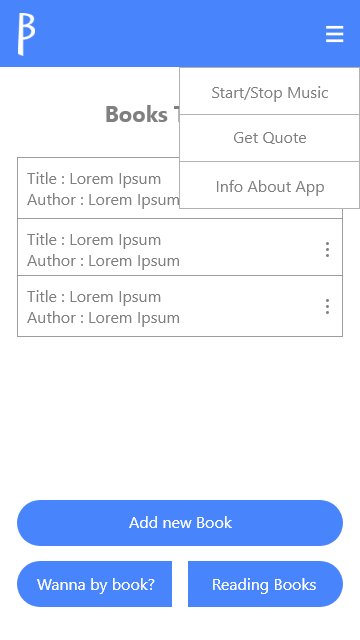 β
Start/Stop Music
Books
Get Quote
Info About App
Title : Lorem Ipsum
Author : Lorem Ipsum
Title : Lorem Ipsum
Author : Lorem Ipsum
Title : Lorem Ipsum
Author : Lorem Ipsum
Add new Book
Wanna by book?
Reading Books